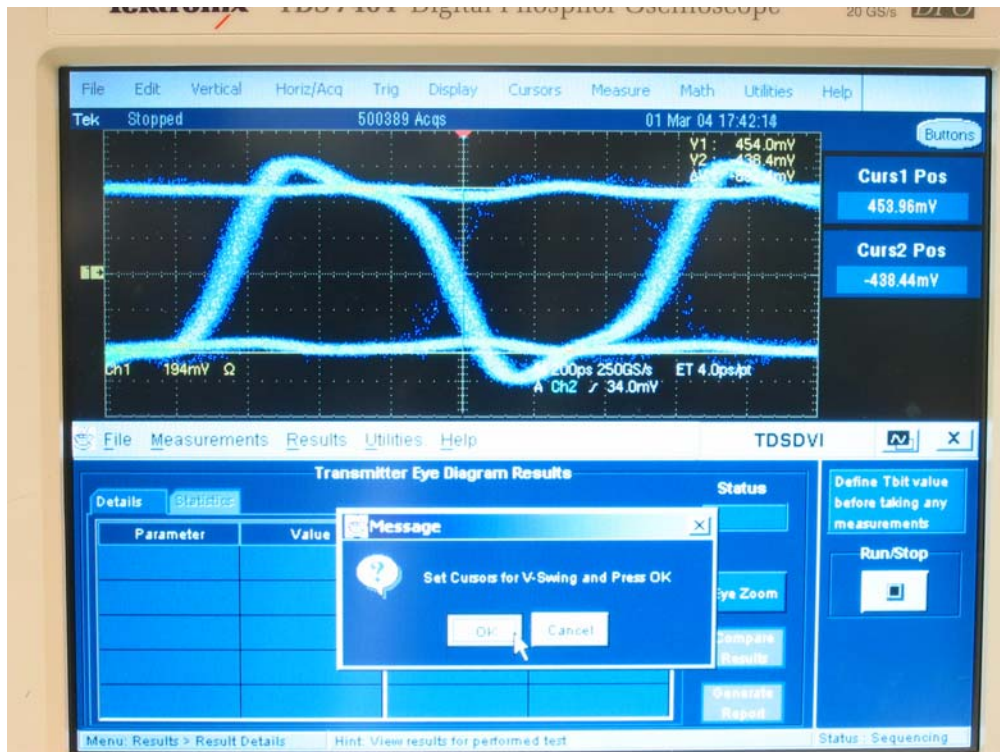 Tektronix TDS7404 Digital Phosphor Oscilloscope 20 GS/s DPO
File Edit Vertical Horiz/Acq Trig Display Cursors Measure Math Utilities Help
Tek Stopped 500389 Acqs 01 Mar 04 17:42:14
Buttons
Y1 : 454.0mV
Y2 : -438.4mV
Curs1 Pos
453.96mV
Curs2 Pos
-438.44mV
Ch1 194mV Ω 200ps 250GS/s ET 4.0ps/pt
A Ch2 34.0mV
File Measurements Results Utilities Help TDSDVI X
Transmitter Eye Diagram Results
Status
Define Tbit value
before taking any
measurements
Details Statistics
Parameter Value
Message
Set Cursors for V-Swing and Press OK
OK Cancel
Run/Stop
Eye Zoom
Compare
Results
Generate
Report
Menu: Results > Result Details Hint: View results for performed test Status : Sequencing